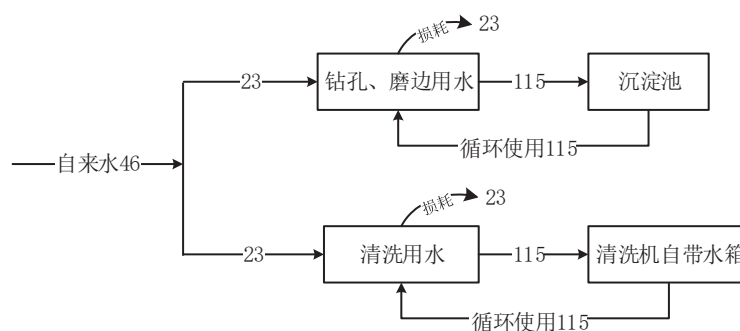 损耗 23
23 钻孔、磨边用水 115 沉淀池
循环使用115
自来水46
损耗 23
23 清洗用水 115 清洗机自带水箱
循环使用115